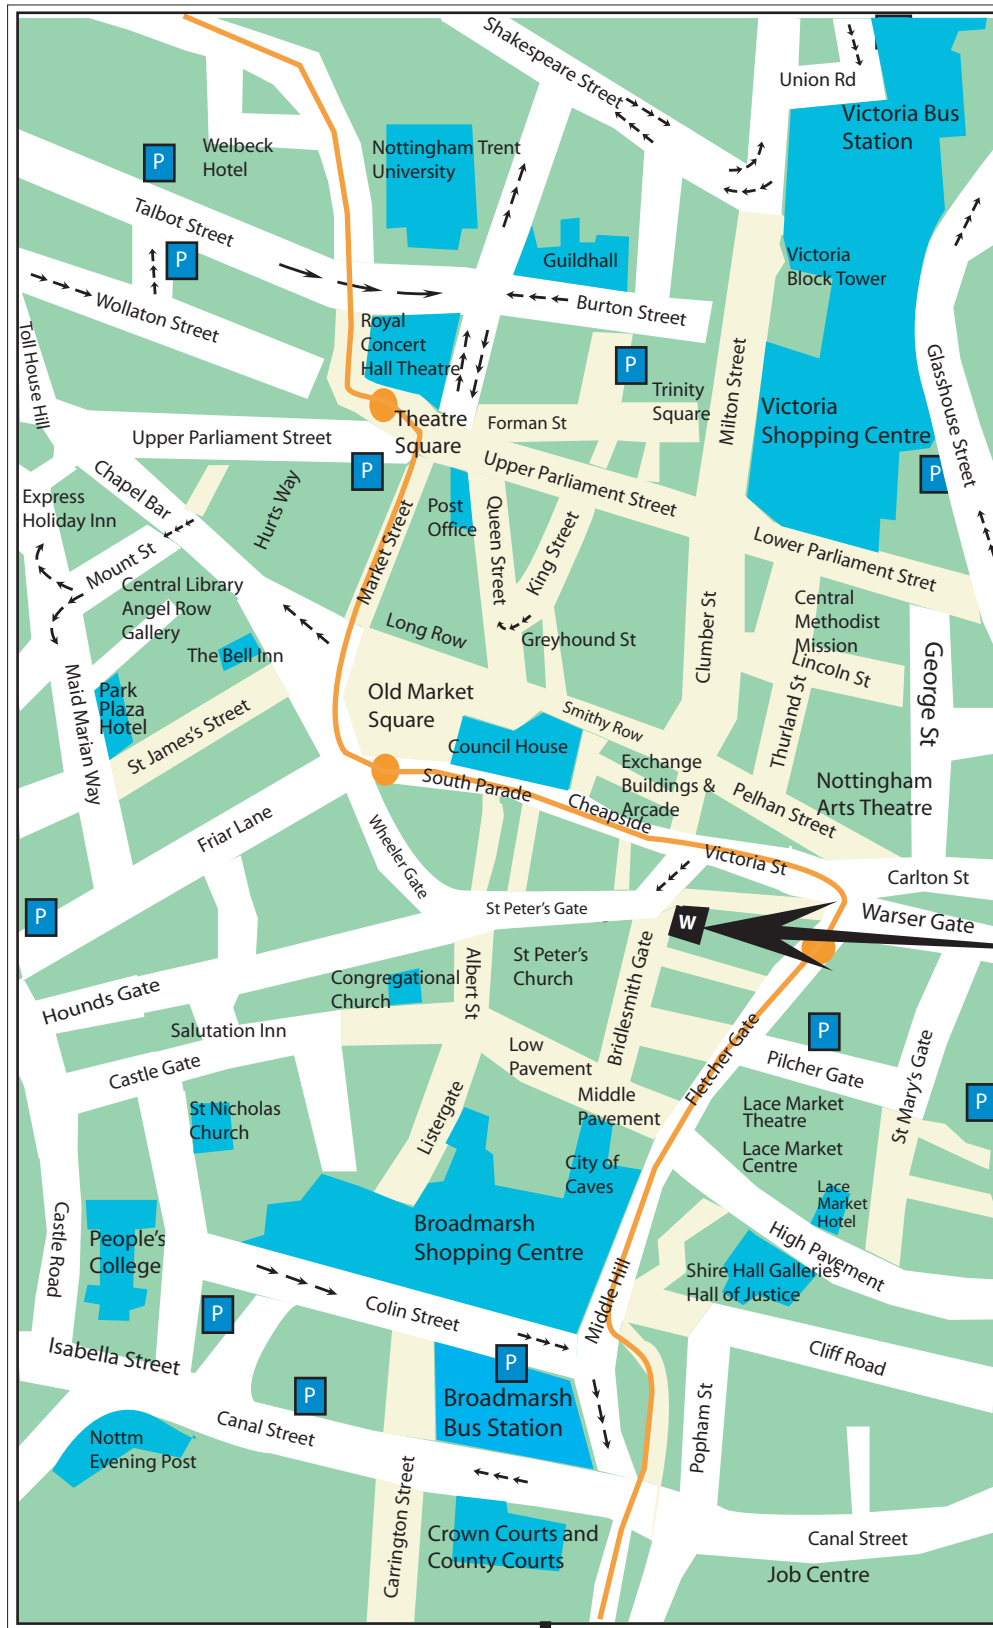 Shakespeare Street
Union Rd
Victoria Bus
Station
P
Welbeck
Hotel
Nottingham Trent
University
Talbot Street
P
Guildhall
Victoria
Block Tower
Wollaton Street
Burton Street
Toll House Hill
Royal
Concert
Hall Theatre
P
Trinity
Square
Milton Street
Glasshouse Street
Victoria
Shopping Centre
Theatre
Square
Forman St
Upper Parliament Street
P
P
Upper Parliament Street
Chapel Bar
Express
Holiday Inn
Hurts Way
Post
Office
Queen Street
King Street
Market Street
Lower Parliament Stret
Mount St
Central Library
Angel Row
Gallery
Long Row
Greyhound St
Clumber St
Central
Methodist
Mission
Lincoln St
George St
The Bell Inn
Maid Marian Way
Park
Plaza
Hotel
St James's Street
Old Market
Square
Smithy Row
Thurland St
Council House
Exchange
Buildings &
Arcade
South Parade
Cheapside
Pelhan Street
Nottingham
Arts Theatre
Friar Lane
Wheeler Gate
Victoria St
Carlton St
P
St Peter's Gate
W
Warser Gate
Hounds Gate
Congregational
Church
Albert St
St Peter's
Church
Bridlesmith Gate
Salutation Inn
P
Castle Gate
Low
Pavement
Fletcher Gate
Pilcher Gate
St Mary's Gate
St Nicholas
Church
Listergate
Middle
Pavement
Lace Market
Theatre
P
Lace Market
Centre
City of
Caves
Lace
Market
Hotel
Castle Road
People's
College
Broadmarsh
Shopping Centre
High Pavement
Shire Hall Galleries
Hall of Justice
Middle Hill
P
Colin Street
Isabella Street
P
Cliff Road
P
Broadmarsh
Bus Station
Popham St
Canal Street
Nottm
Evening Post
Carrington Street
Crown Courts and
County Courts
Canal Street
Job Centre